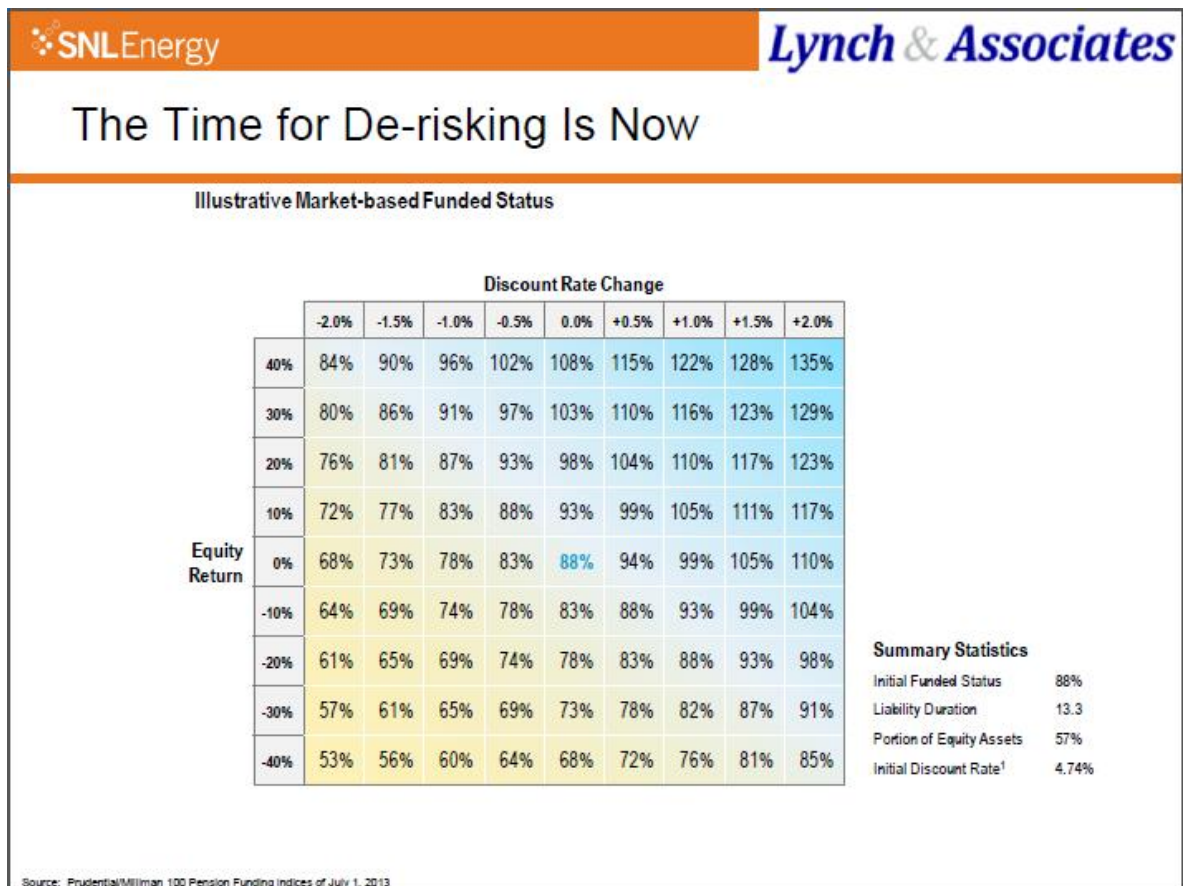 SNLEnergy
Lynch & Associates
The Time for De-risking Is Now
Illustrative Market-based Funded Status
Discount Rate Change
-2.0% -1.5% -1.0% -0.5% 0.0% +0.5% +1.0% +1.5% +2.0%
40% 84% 90% 96% 102% 108% 115% 122% 128% 135%
30% 80% 86% 91% 97% 103% 110% 116% 123% 129%
20% 76% 81% 87% 93% 98% 104% 110% 117% 123%
10% 72% 77% 83% 88% 93% 99% 105% 111% 117%
Equity
Return
0% 68% 73% 78% 83% 88% 94% 99% 105% 110%
-10% 64% 69% 74% 78% 83% 88% 93% 99% 104%
-20% 61% 65% 69% 74% 78% 83% 88% 93% 98%
-30% 57% 61% 65% 69% 73% 78% 82% 87% 91%
-40% 53% 56% 60% 64% 68% 72% 76% 81% 85%
Summary Statistics
Initial Funded Status 88%
Liability Duration 13.3
Portion of Equity Assets 57%
Initial Discount Rate¹ 4.74%
Source: Prudential/Milliman 100 Pension Funding Indices of July 1, 2013